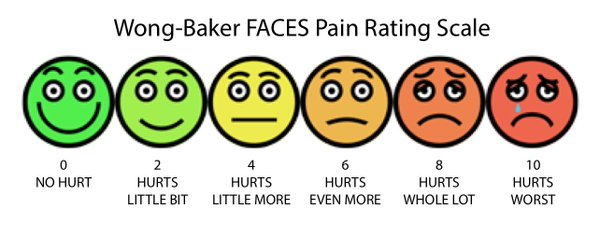 Wong-Baker FACES Pain Rating Scale
0 2 4 6 8 10
NO HURT HURTS HURTS HURTS HURTS HURTS
LITTLE BIT LITTLE MORE EVEN MORE WHOLE LOT WORST